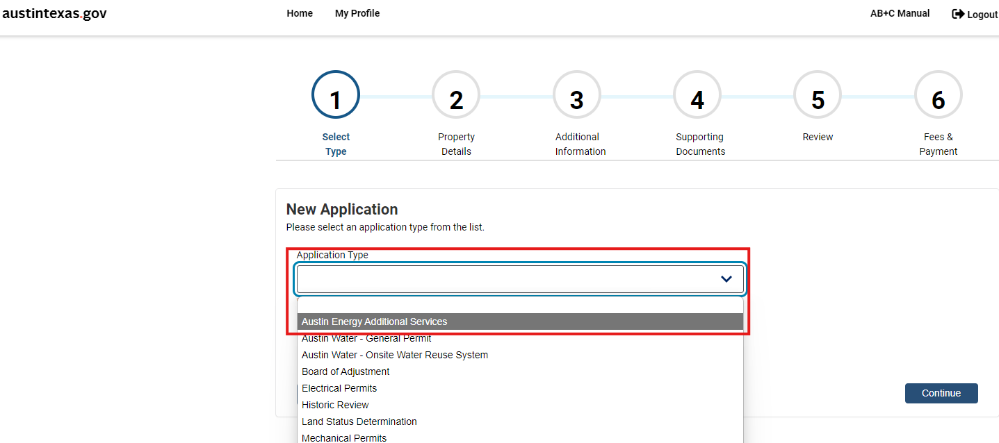 austintexas.gov
Home
My Profile
AB+C Manual
Logout
1
2
3
4
5
6
Select
Type
Property
Details
Additional
Information
Supporting
Documents
Review
Fees &
Payment
New Application
Please select an application type from the list.
Application Type
Austin Energy Additional Services
Austin Water - General Permit
Austin Water - Onsite Water Reuse System
Board of Adjustment
Electrical Permits
Historic Review
Land Status Determination
Mechanical Permits
Continue